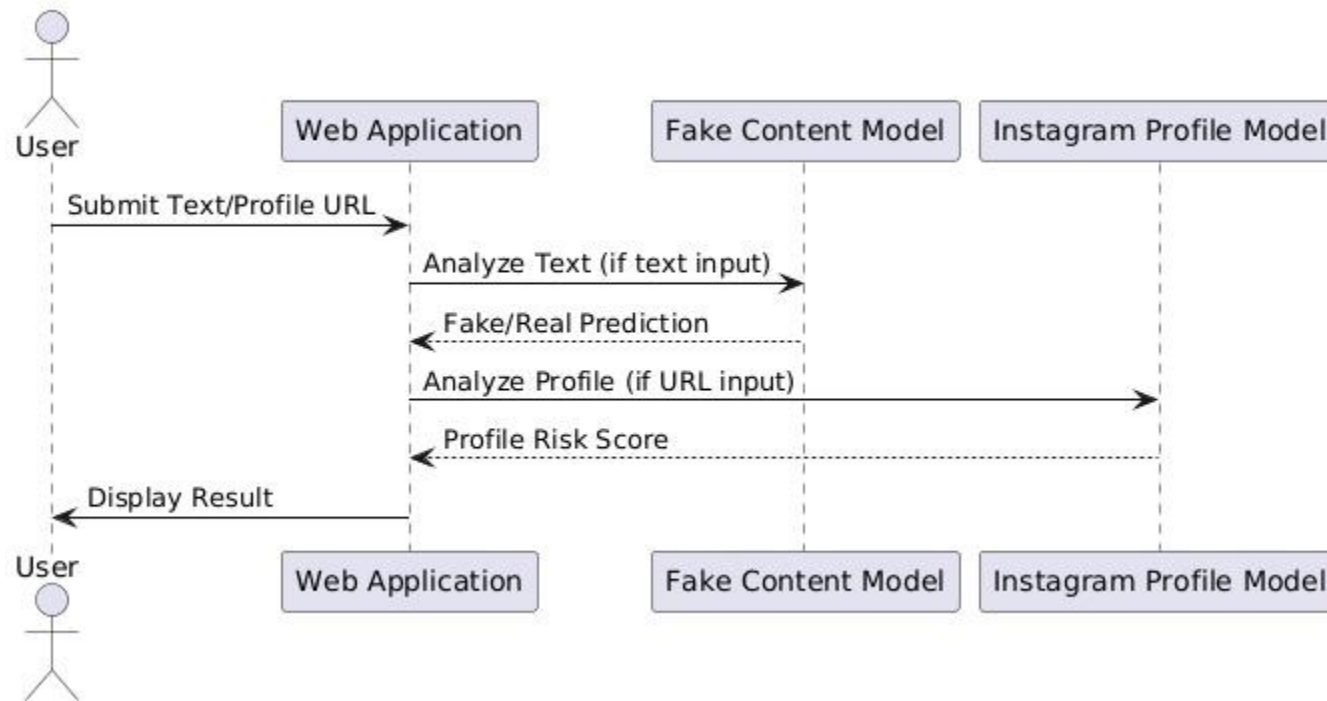 User
Web Application
Fake Content Model
Instagram Profile Model
Submit Text/Profile URL
Analyze Text (if text input)
Fake/Real Prediction
Analyze Profile (if URL input)
Profile Risk Score
Display Result
User
Web Application
Fake Content Model
Instagram Profile Model